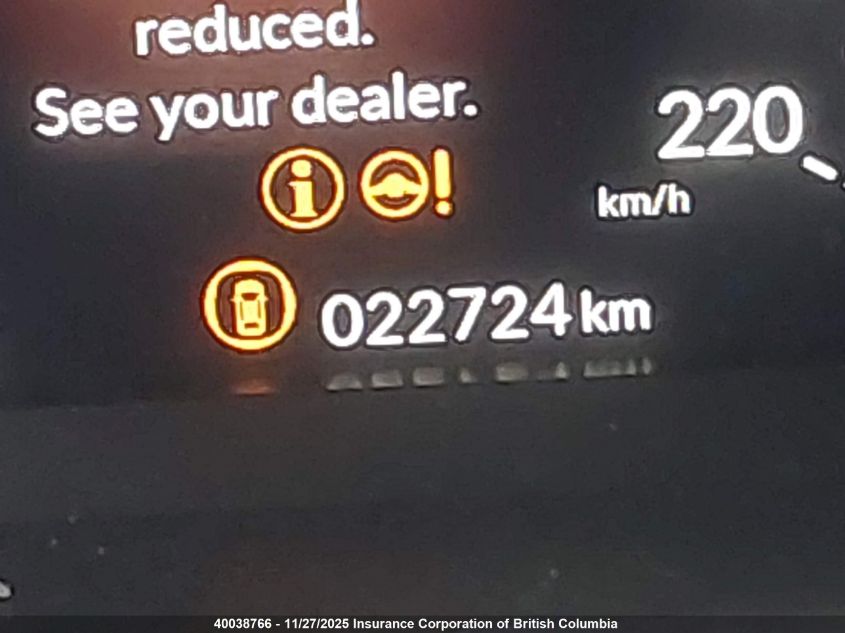 reduced.
See your dealer.
220
km/h
022724 km
40038766 - 11/27/2025 Insurance Corporation of British Columbia